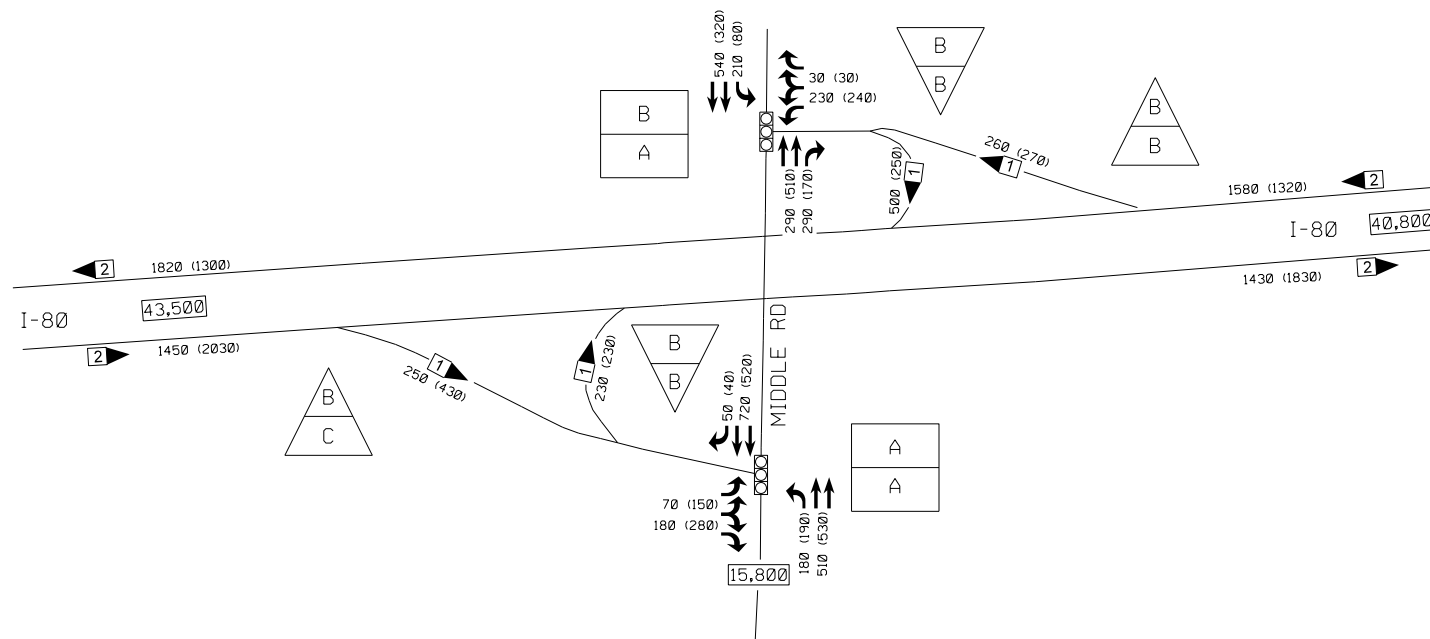 540 (320)
210 (80)
B
B
30 (30)
230 (240)
B
A
B
B
260 (270)
1
500 (250)
1
290 (510)
290 (170)
1580 (1320)
2
I-80
40,800
2
1820 (1300)
1430 (1830)
2
I-80
43,500
2
1450 (2030)
1
250 (430)
1
230 (230)
B
B
MIDDLE RD
50 (40)
720 (520)
B
C
A
A
70 (150)
180 (280)
180 (190)
510 (530)
15,800